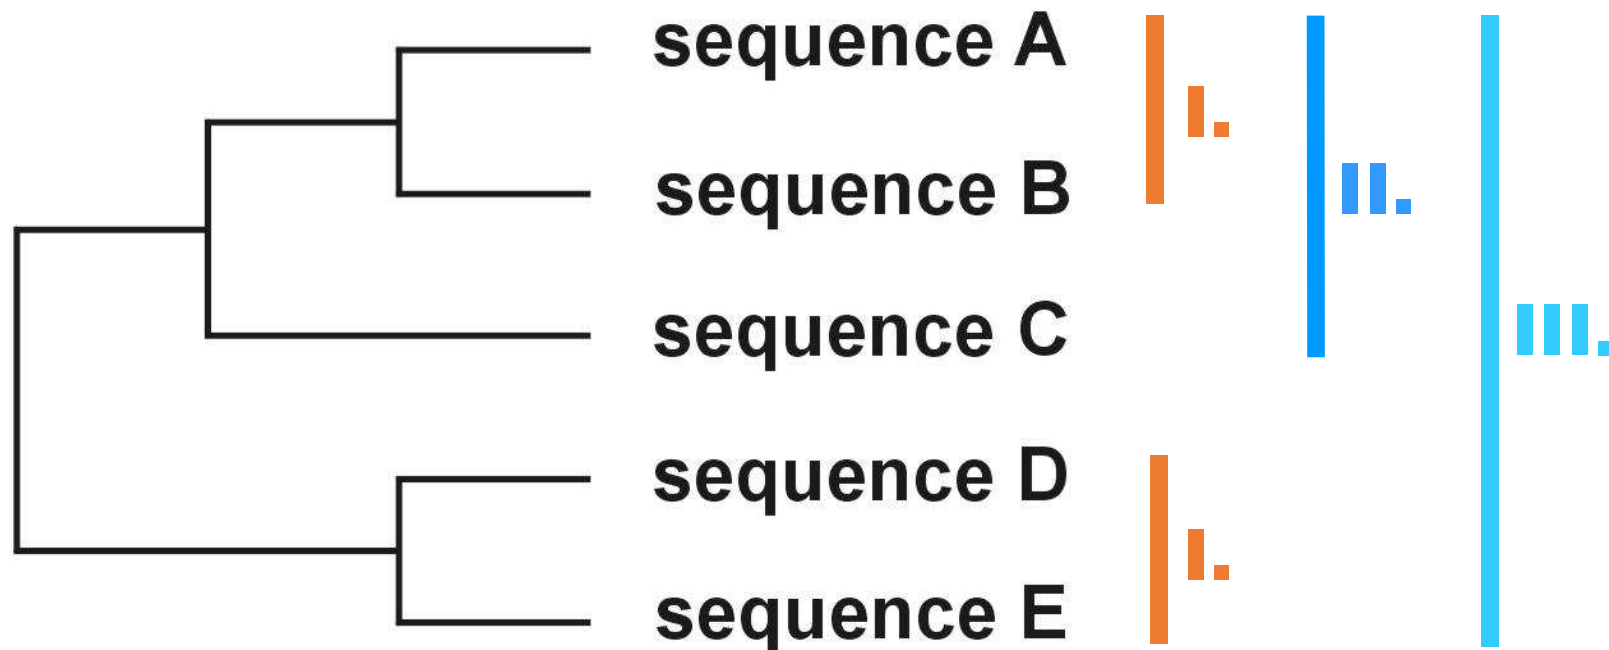 sequence A
I.
sequence B
II.
sequence C
III.
sequence D
I.
sequence E